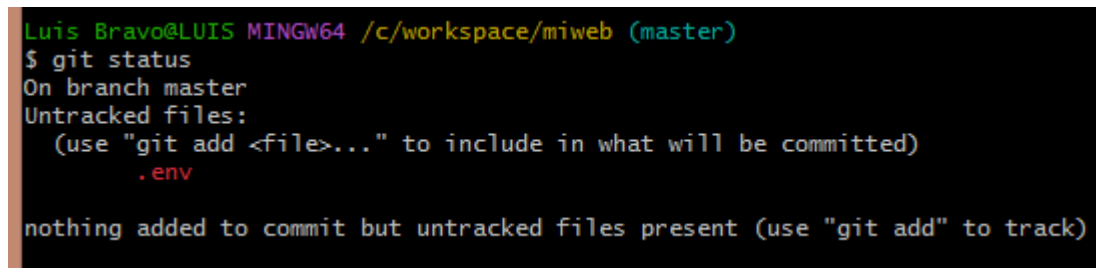 Luis Bravo@LUIS MINGW64 /c/workspace/miweb (master)
$ git status
On branch master
Untracked files:
  (use "git add <file>..." to include in what will be committed)
        .env

nothing added to commit but untracked files present (use "git add" to track)